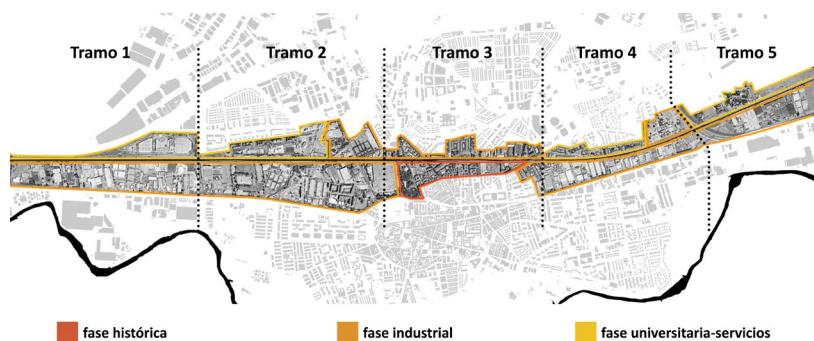 Tramo 1
Tramo 2
Tramo 3
Tramo 4
Tramo 5
fase histórica
fase industrial
fase universitaria-servicios